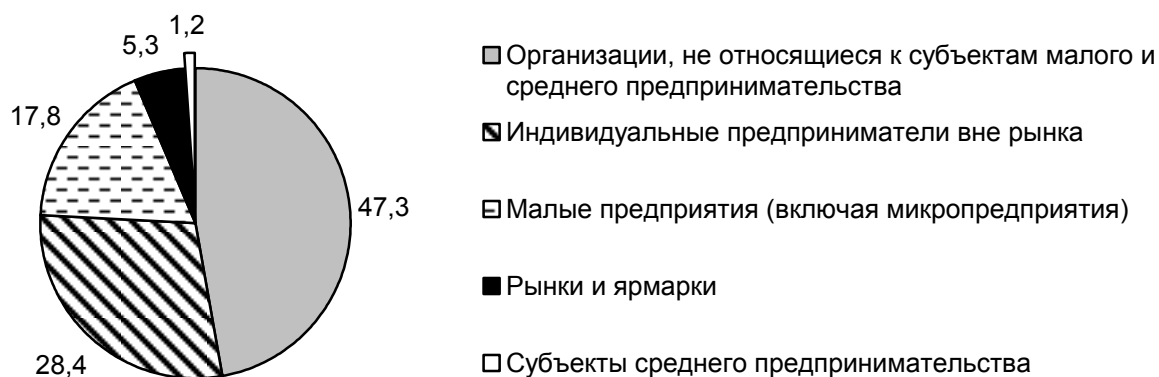 1,2
5,3
17,8
47,3
28,4
Организации, не относящиеся к субъектам малого и
среднего предпринимательства
Индивидуальные предприниматели вне рынка
Малые предприятия (включая микропредприятия)
Рынки и ярмарки
Субъекты среднего предпринимательства